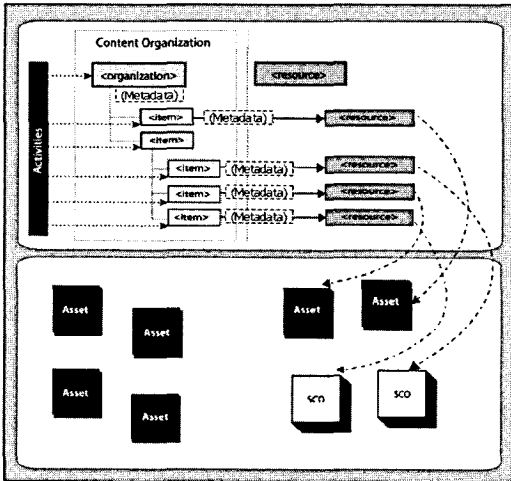 Content Organization
<organization>
<resource>
(Metadata)
<item> (Metadata) <resource>
<item>
<item> (Metadata) <resource>
<item> (Metadata) <resource>
<item> (Metadata) <resource>
Activities
Asset
Asset
Asset
Asset
Asset
Asset
SCO
SCO